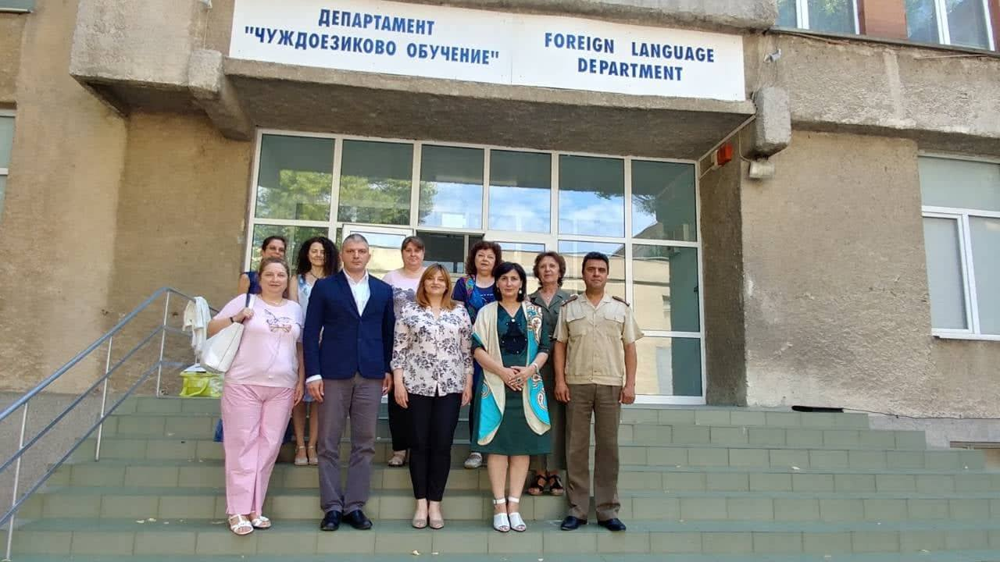 ДЕПАРТАМЕНТ
"ЧУЖДОЕЗИКОВО ОБУЧЕНИЕ"
FOREIGN LANGUAGE
DEPARTMENT